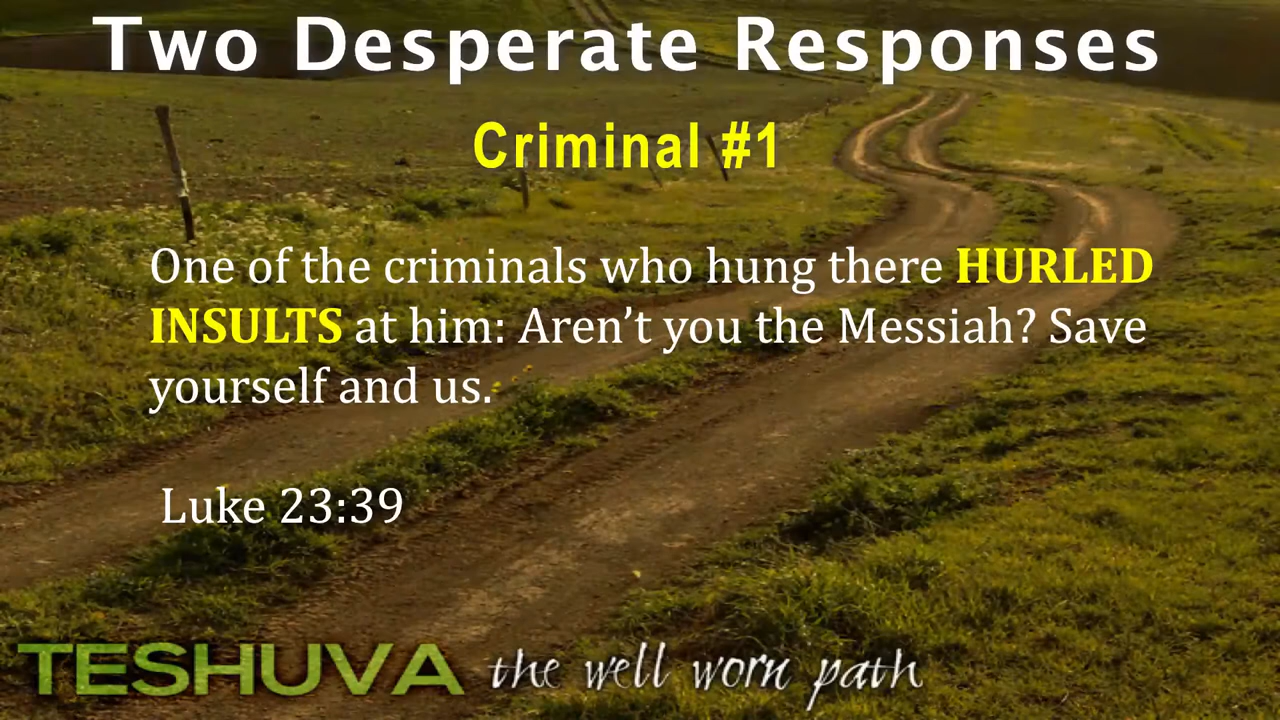 Two Desperate Responses
Criminal #1
One of the criminals who hung there HURLED
INSULTS at him: Aren’t you the Messiah? Save
yourself and us.
Luke 23:39
TESHUVA the well worn path